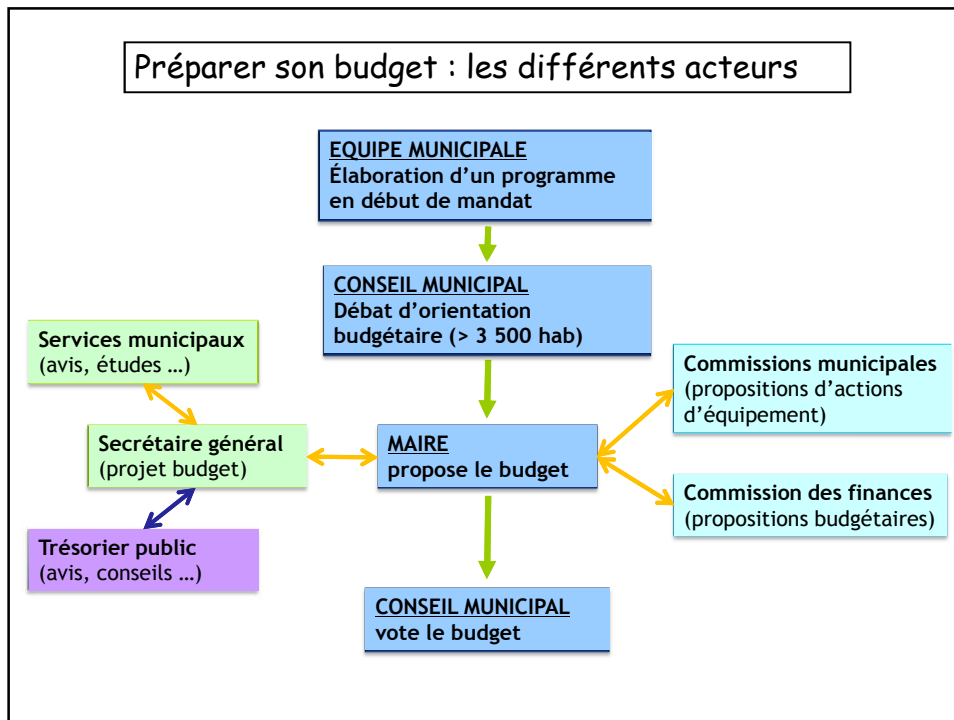 Préparer son budget : les différents acteurs
EQUIPE MUNICIPALE
Élaboration d’un programme
en début de mandat
CONSEIL MUNICIPAL
Débat d’orientation
budgétaire (> 3 500 hab)
Services municipaux
(avis, études …)
Commissions municipales
(propositions d’actions
d’équipement)
Secrétaire général
(projet budget)
MAIRE
propose le budget
Commission des finances
(propositions budgétaires)
Trésorier public
(avis, conseils …)
CONSEIL MUNICIPAL
vote le budget